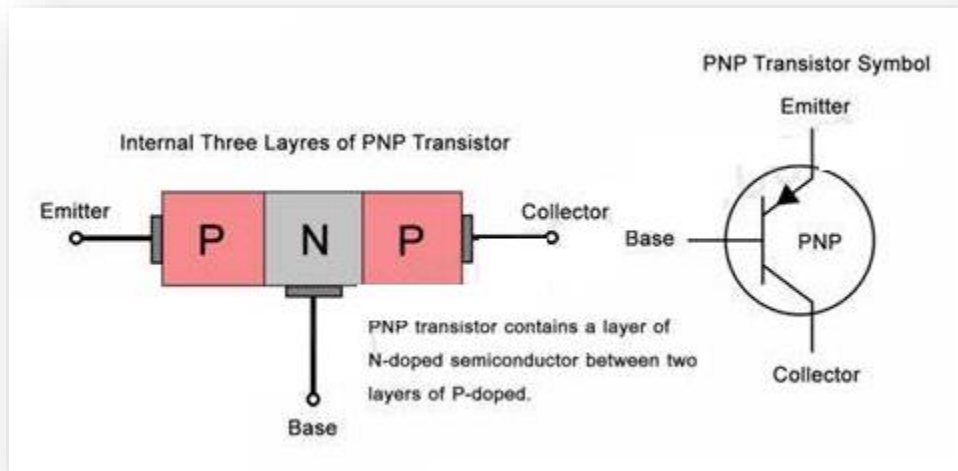 PNP Transistor Symbol
Emitter
Internal Three Layres of PNP Transistor
Emitter
P
N
P
Collector
Base
PNP
PNP transistor contains a layer of
N-doped semiconductor between two
layers of P-doped.
Collector
Base